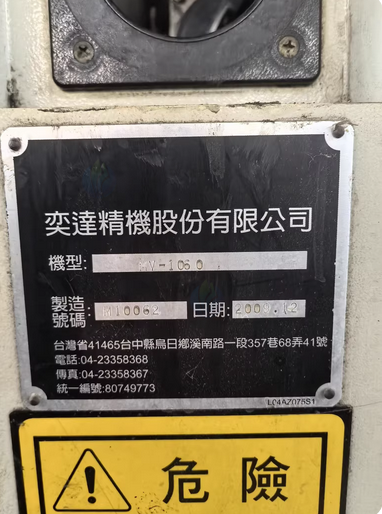 奕達精機股份有限公司
機型: MV-1050
製造號碼: M10062 日期: 2009.12
台灣省41465台中縣烏日鄉溪南路一段357巷68弄41號
電話:04-23358368
傳真:04-23358367
統一編號:80749773
危險